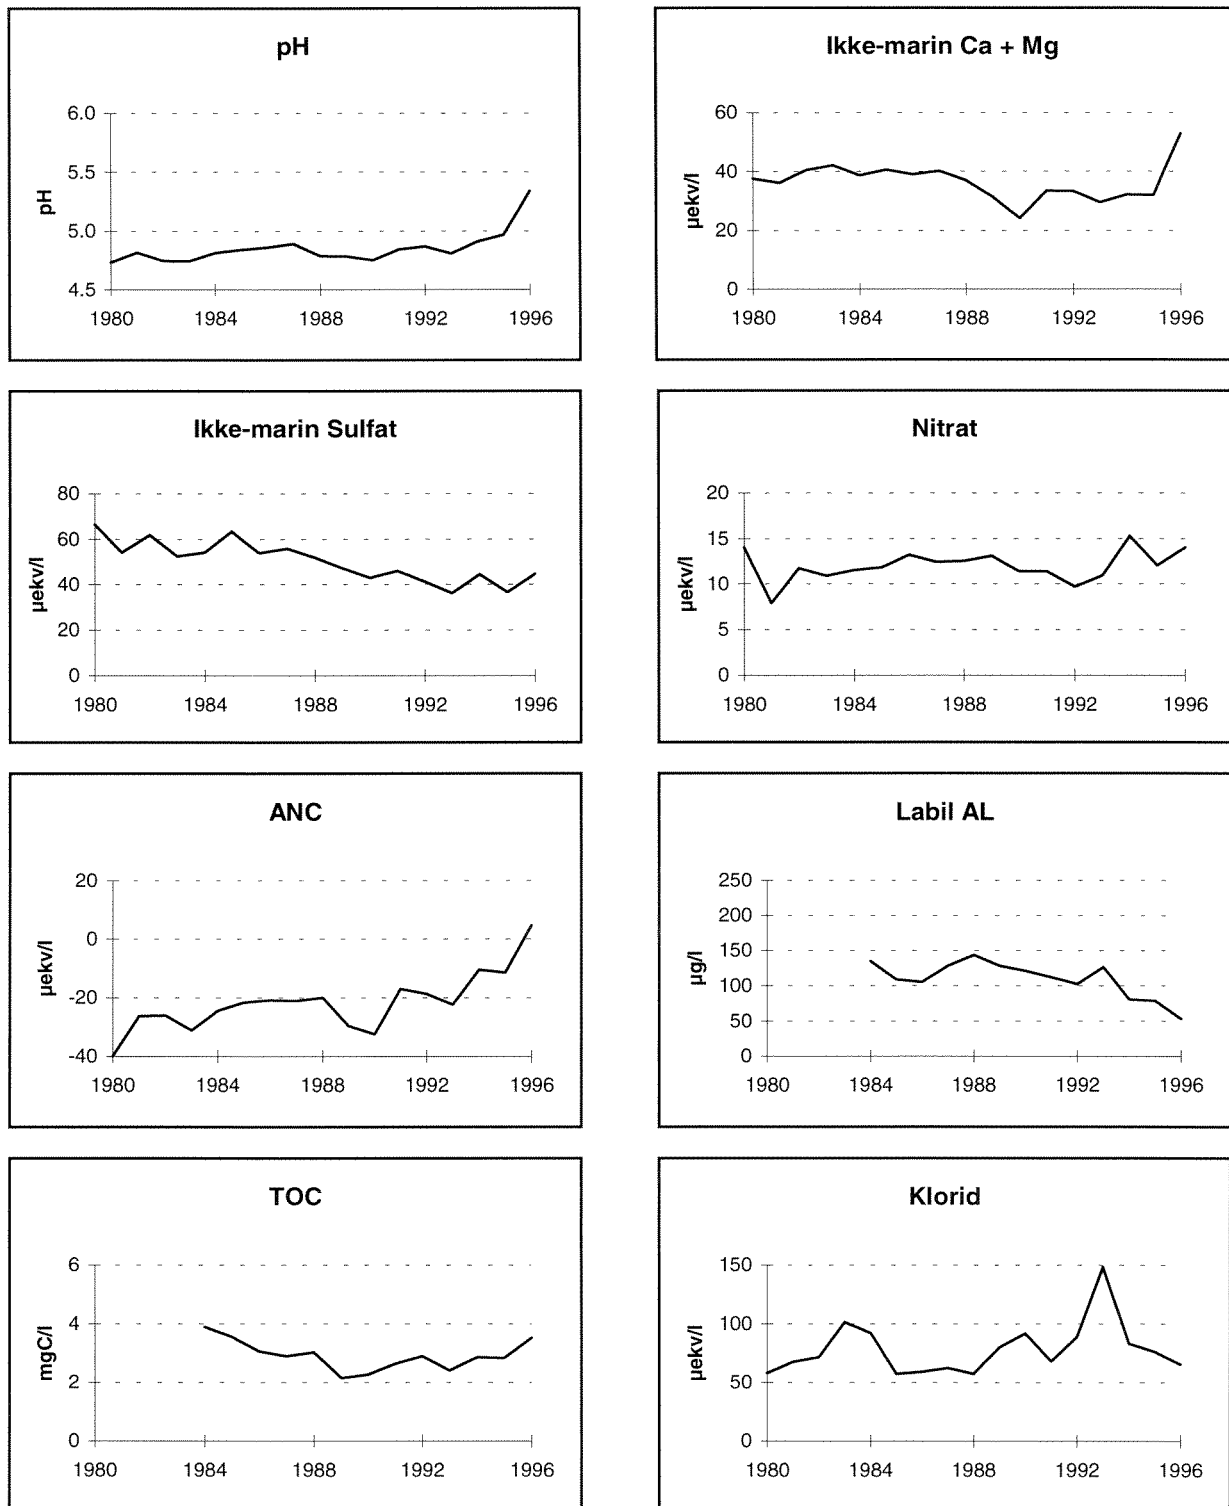 pH
pH
6.0
5.5
5.0
4.5
1980 1984 1988 1992 1996
Ikke-marin Ca + Mg
µekv/l
60
40
20
0
1980 1984 1988 1992 1996
Ikke-marin Sulfat
µekv/l
80
60
40
20
0
1980 1984 1988 1992 1996
Nitrat
µekv/l
20
15
10
5
0
1980 1984 1988 1992 1996
ANC
µekv/l
20
0
-20
-40
1980 1984 1988 1992 1996
Labil AL
µg/l
250
200
150
100
50
0
1980 1984 1988 1992 1996
TOC
mgC/l
6
4
2
0
1980 1984 1988 1992 1996
Klorid
µekv/l
150
100
50
0
1980 1984 1988 1992 1996